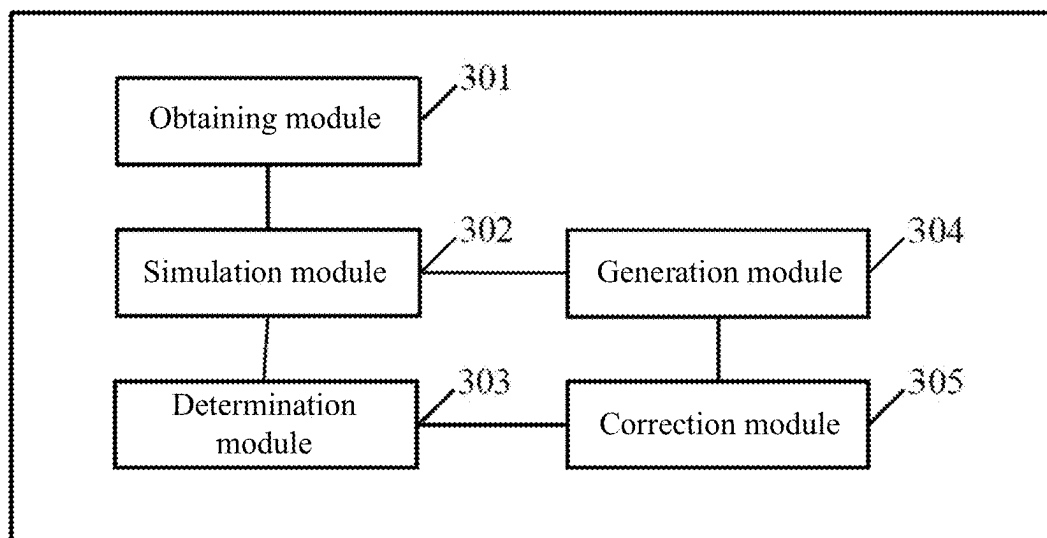 301
Obtaining module
302
Simulation module
304
Generation module
303
Determination
module
305
Correction module